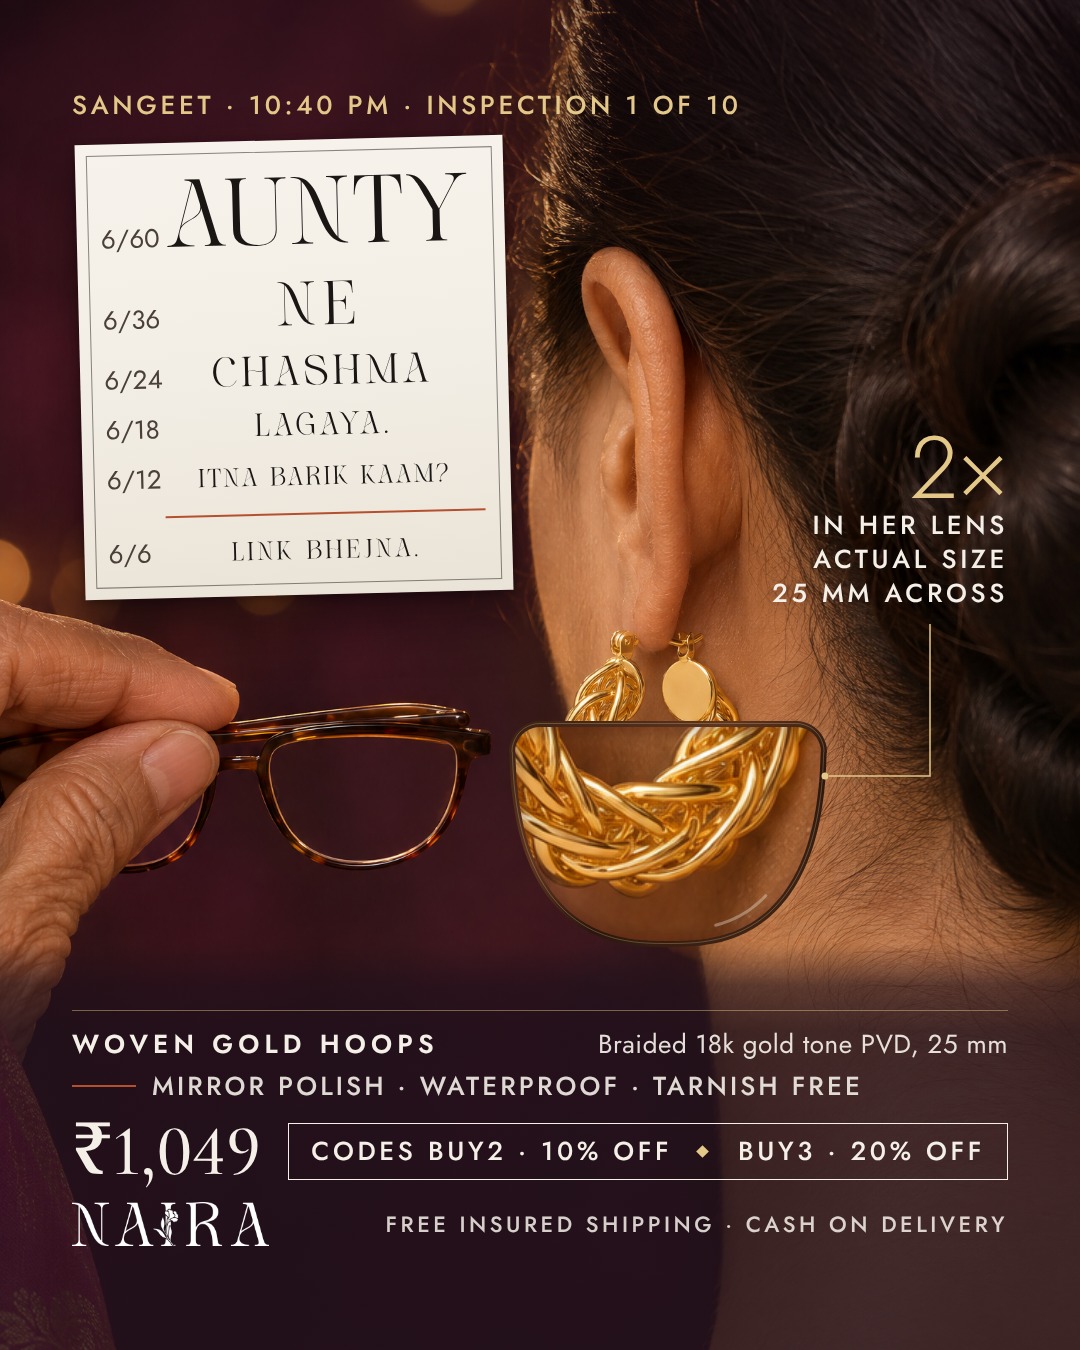 SANGEET · 10:40 PM · INSPECTION 1 OF 10
6/60 AUNTY
6/36 NE
6/24 CHASHMA
6/18 LAGAYA.
6/12 ITNA BARIK KAAM?
6/6 LINK BHEJNA.
2×
IN HER LENS
ACTUAL SIZE
25 MM ACROSS
WOVEN GOLD HOOPS
Braided 18k gold tone PVD, 25 mm
MIRROR POLISH · WATERPROOF · TARNISH FREE
₹1,049
CODES BUY2 · 10% OFF ◆ BUY3 · 20% OFF
NAIRA
FREE INSURED SHIPPING · CASH ON DELIVERY